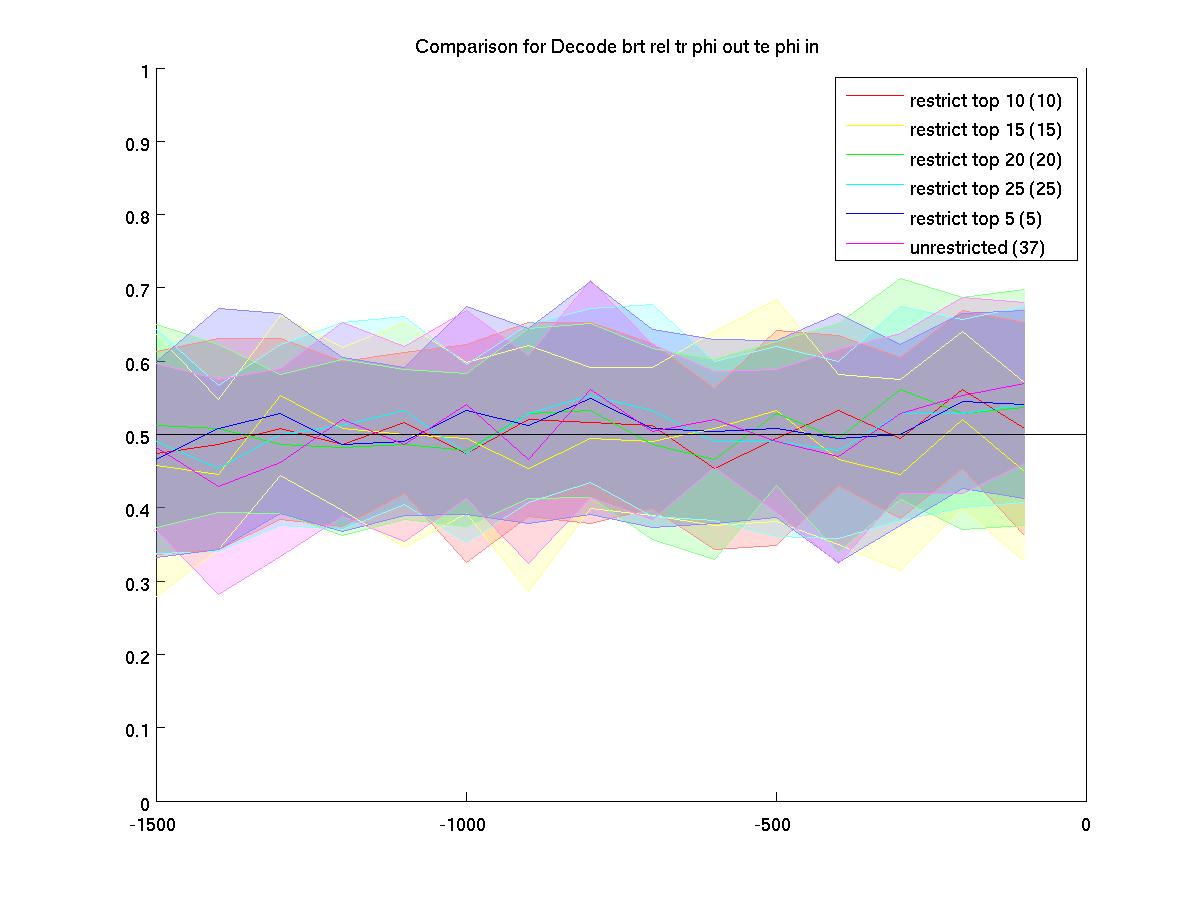 Comparison for Decode brt rel tr phi out te phi in
1
0.9
0.8
0.7
0.6
0.5
0.4
0.3
0.2
0.1
0
-1500
-1000
-500
0
restrict top 10 (10)
restrict top 15 (15)
restrict top 20 (20)
restrict top 25 (25)
restrict top 5 (5)
unrestricted (37)